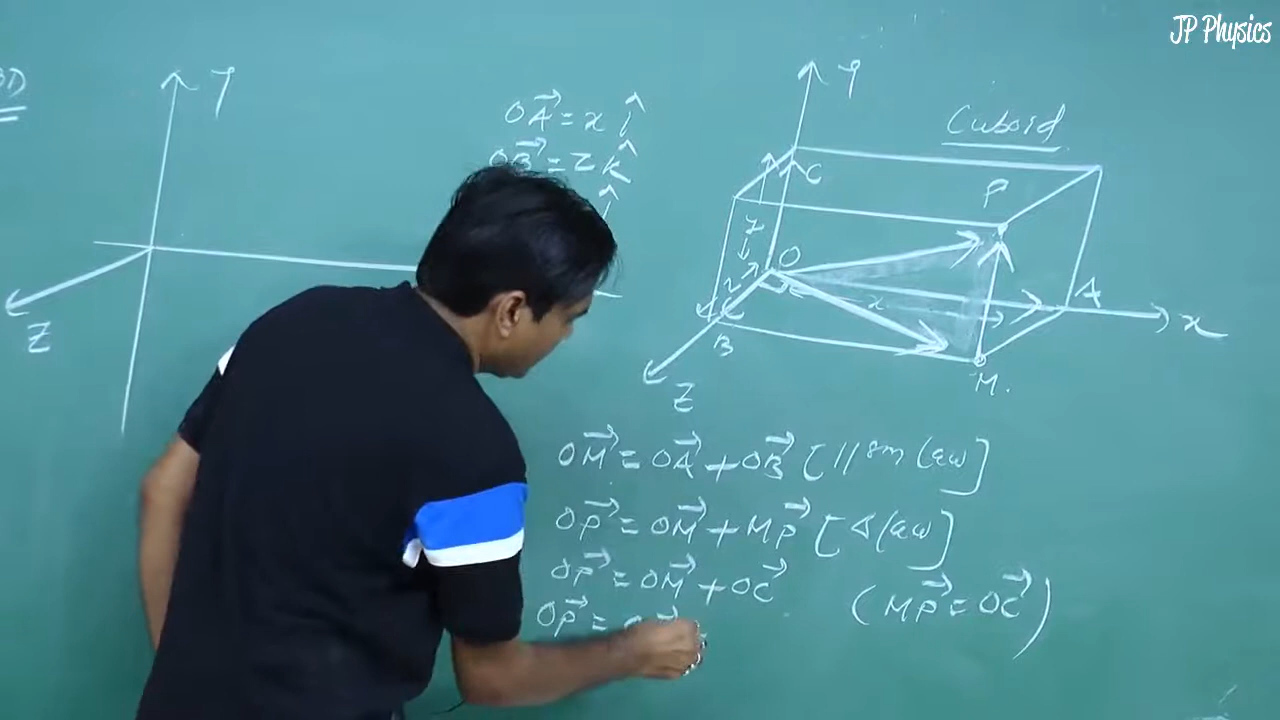 JP Physics
3D
Y
Z
OA = x î
OB = z k̂
ĵ
Cuboid
Y
C
P
y
O
z
x
A
x
B
M.
Z
OM = OA + OB [ //gm law ]
OP = OM + MP [ Δ law ]
OP = OM + OC ( MP = OC )
OP =